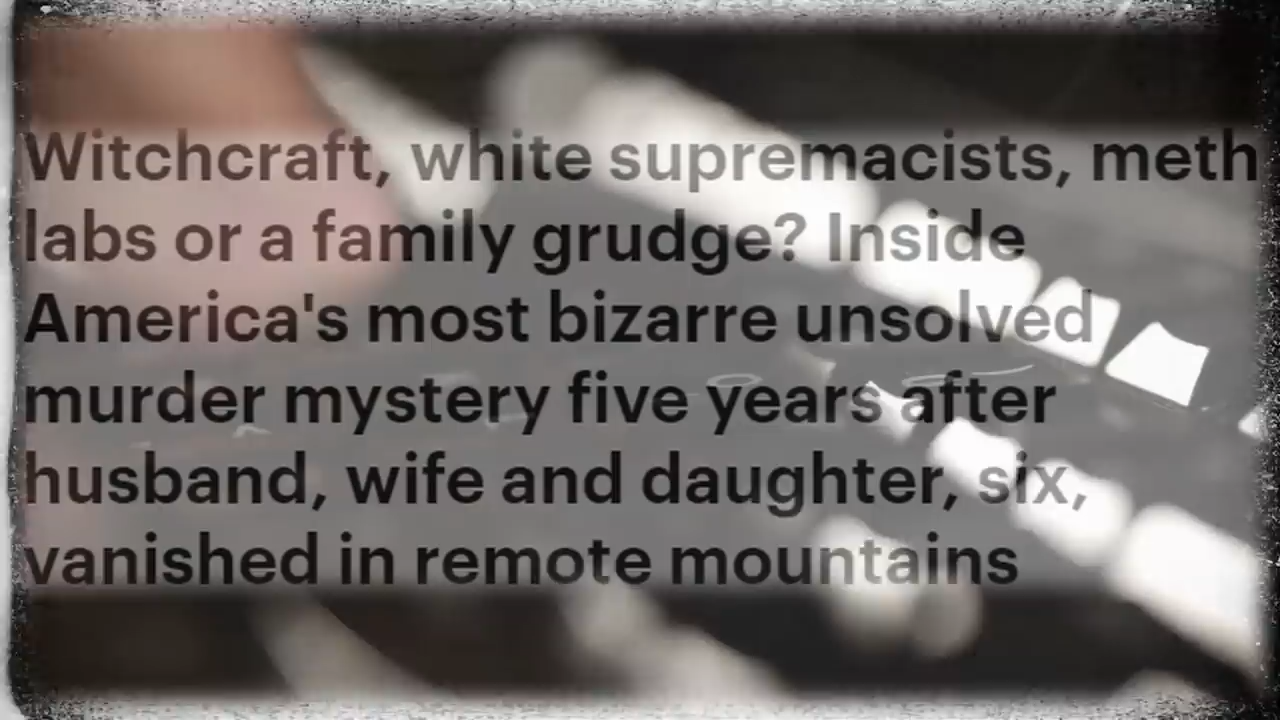 Witchcraft, white supremacists, meth
labs or a family grudge? Inside
America's most bizarre unsolved
murder mystery five years after
husband, wife and daughter, six,
vanished in remote mountains